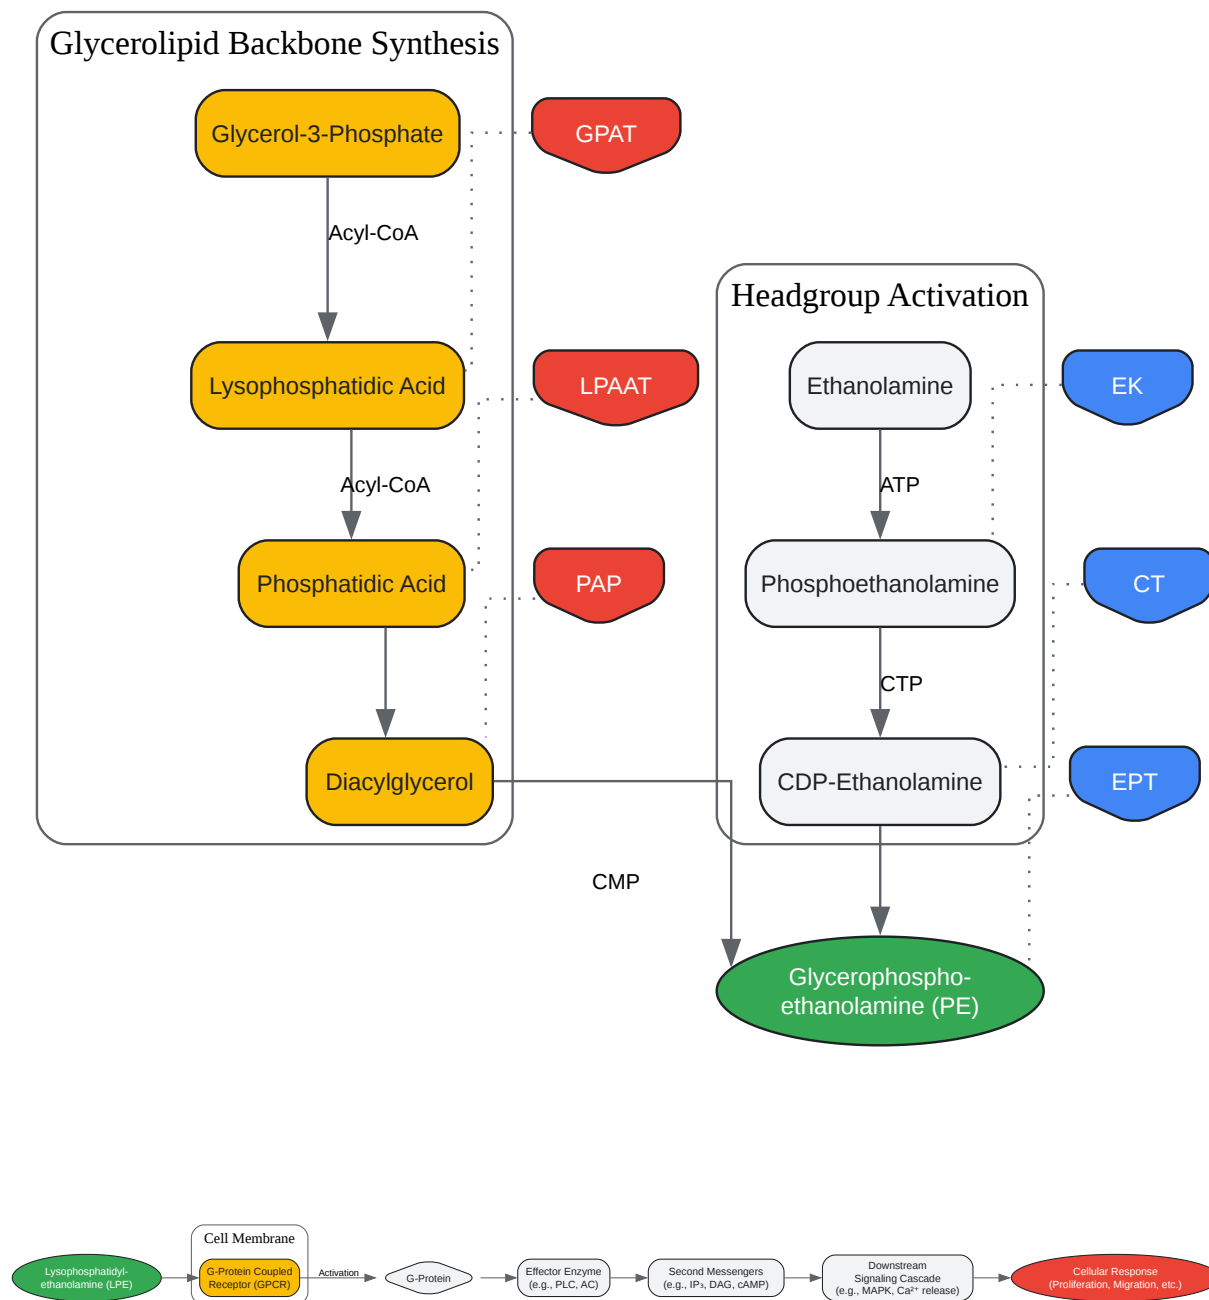 Glycerolipid Backbone Synthesis
Glycerol-3-Phosphate
GPAT
Acyl-CoA
Headgroup Activation
Lysophosphatidic Acid
LPAAT
Ethanolamine
EK
Acyl-CoA
ATP
Phosphatidic Acid
PAP
Phosphoethanolamine
CT
CTP
Diacylglycerol
CDP-Ethanolamine
EPT
CMP
Glycerophospho-
ethanolamine (PE)
Cell Membrane
Lysophosphatidyl-
ethanolamine (LPE)
G-Protein Coupled
Receptor (GPCR)
Activation
G-Protein
Effector Enzyme
(e.g., PLC, AC)
Second Messengers
(e.g., IP₃, DAG, cAMP)
Downstream
Signaling Cascade
(e.g., MAPK, Ca²⁺ release)
Cellular Response
(Proliferation, Migration, etc.)